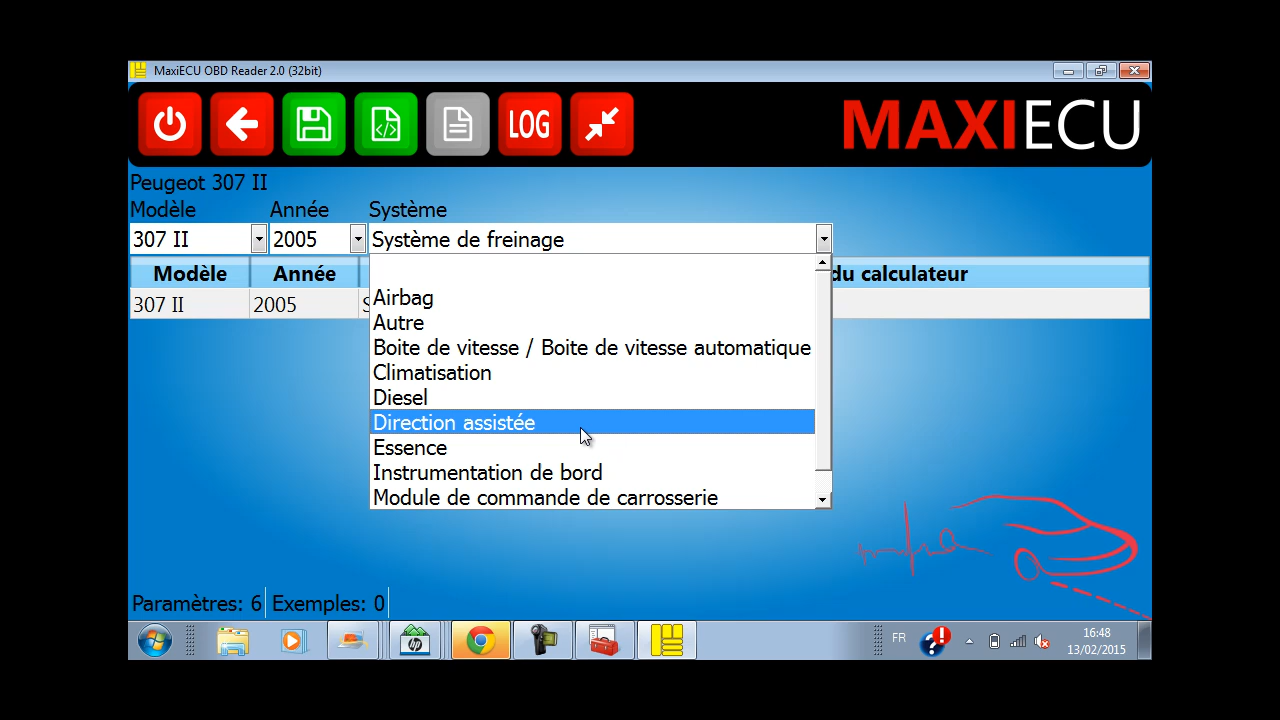 MaxiECU OBD Reader 2.0 (32bit)
LOG
MAXIECU
Peugeot 307 II
Modèle Année Système
307 II 2005 Système de freinage
Modèle Année du calculateur
307 II 2005 S
Airbag
Autre
Boite de vitesse / Boite de vitesse automatique
Climatisation
Diesel
Direction assistée
Essence
Instrumentation de bord
Module de commande de carrosserie
Paramètres: 6 Exemples: 0
hp
FR
16:48
13/02/2015